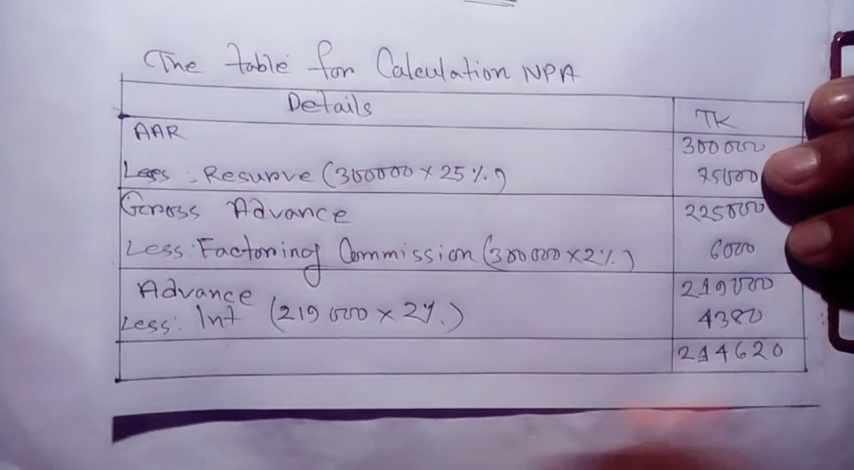 The table for Calculation NPA
Details TK
AAR 300000
Less : Resurve (300000 × 25%) 75000
Gross Advance 225000
Less: Factoring Commission (300000 × 2%) 6000
Advance 219000
Less: Int (219000 × 2%) 4380
214620